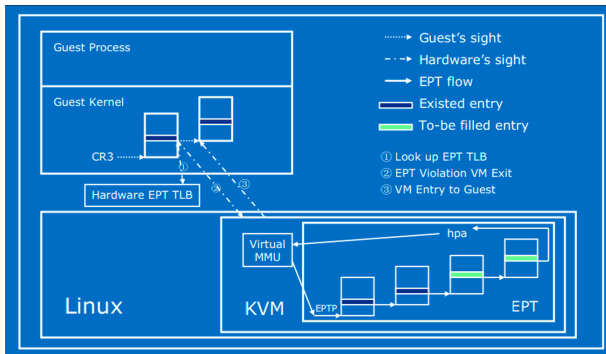 Guest Process
Guest's sight
Hardware's sight
EPT flow
Existed entry
To-be filled entry
Guest Kernel
CR3
①
① Look up EPT TLB
② EPT Violation VM Exit
③ VM Entry to Guest
②
③
Hardware EPT TLB
Virtual
MMU
hpa
EPTP
Linux
KVM
EPT